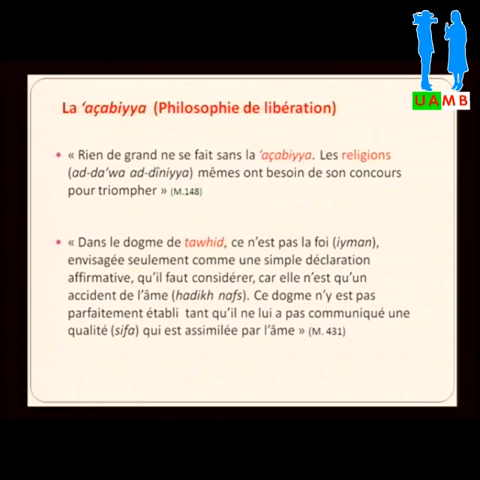 UAMB
La ‘açabiyya (Philosophie de libération)
• « Rien de grand ne se fait sans la ‘açabiyya. Les religions
(ad-da‘wa ad-dîniyya) mêmes ont besoin de son concours
pour triompher » (M.148)
• « Dans le dogme de tawhid, ce n’est pas la foi (iyman),
envisagée seulement comme une simple déclaration
affirmative, qu’il faut considérer, car elle n’est qu’un
accident de l’âme (hadikh nafs). Ce dogme n’y est pas
parfaitement établi tant qu’il ne lui a pas communiqué une
qualité (sifa) qui est assimilée par l’âme » (M. 431)